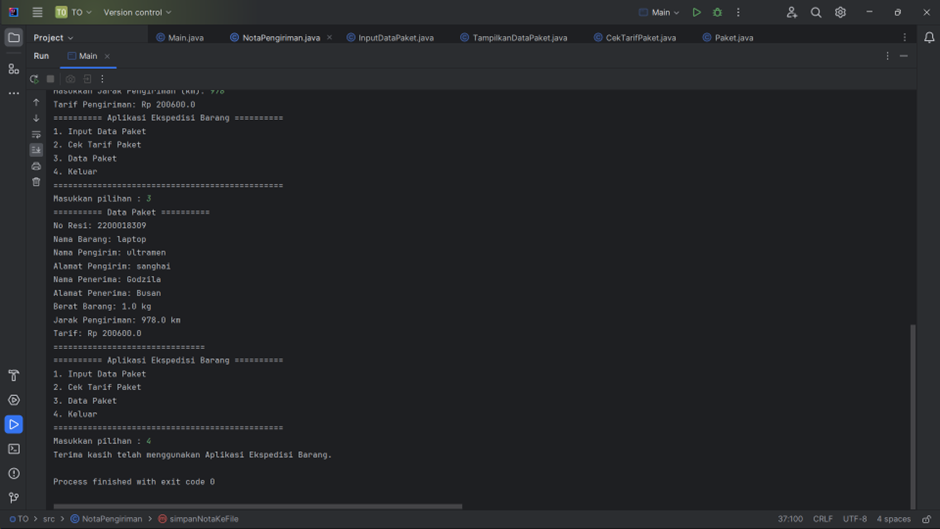 TO TO Version control Main
Project Main.java NotaPengiriman.java InputDataPaket.java TampilkanDataPaket.java CekTarifPaket.java Paket.java
Run Main
Masukkan Jarak Pengiriman (km): 978
Tarif Pengiriman: Rp 200600.0
========== Aplikasi Ekspedisi Barang ==========
1. Input Data Paket
2. Cek Tarif Paket
3. Data Paket
4. Keluar
===============================================
Masukkan pilihan : 3
========== Data Paket ==========
No Resi: 2200018309
Nama Barang: laptop
Nama Pengirim: ultramen
Alamat Pengirim: sanghai
Nama Penerima: Godzila
Alamat Penerima: Busan
Berat Barang: 1.0 kg
Jarak Pengiriman: 978.0 km
Tarif: Rp 200600.0
===============================
========== Aplikasi Ekspedisi Barang ==========
1. Input Data Paket
2. Cek Tarif Paket
3. Data Paket
4. Keluar
===============================================
Masukkan pilihan : 4
Terima kasih telah menggunakan Aplikasi Ekspedisi Barang.
Process finished with exit code 0
TO > src > NotaPengiriman > simpanNotaKeFile 37:100 CRLF UTF-8 4 spaces